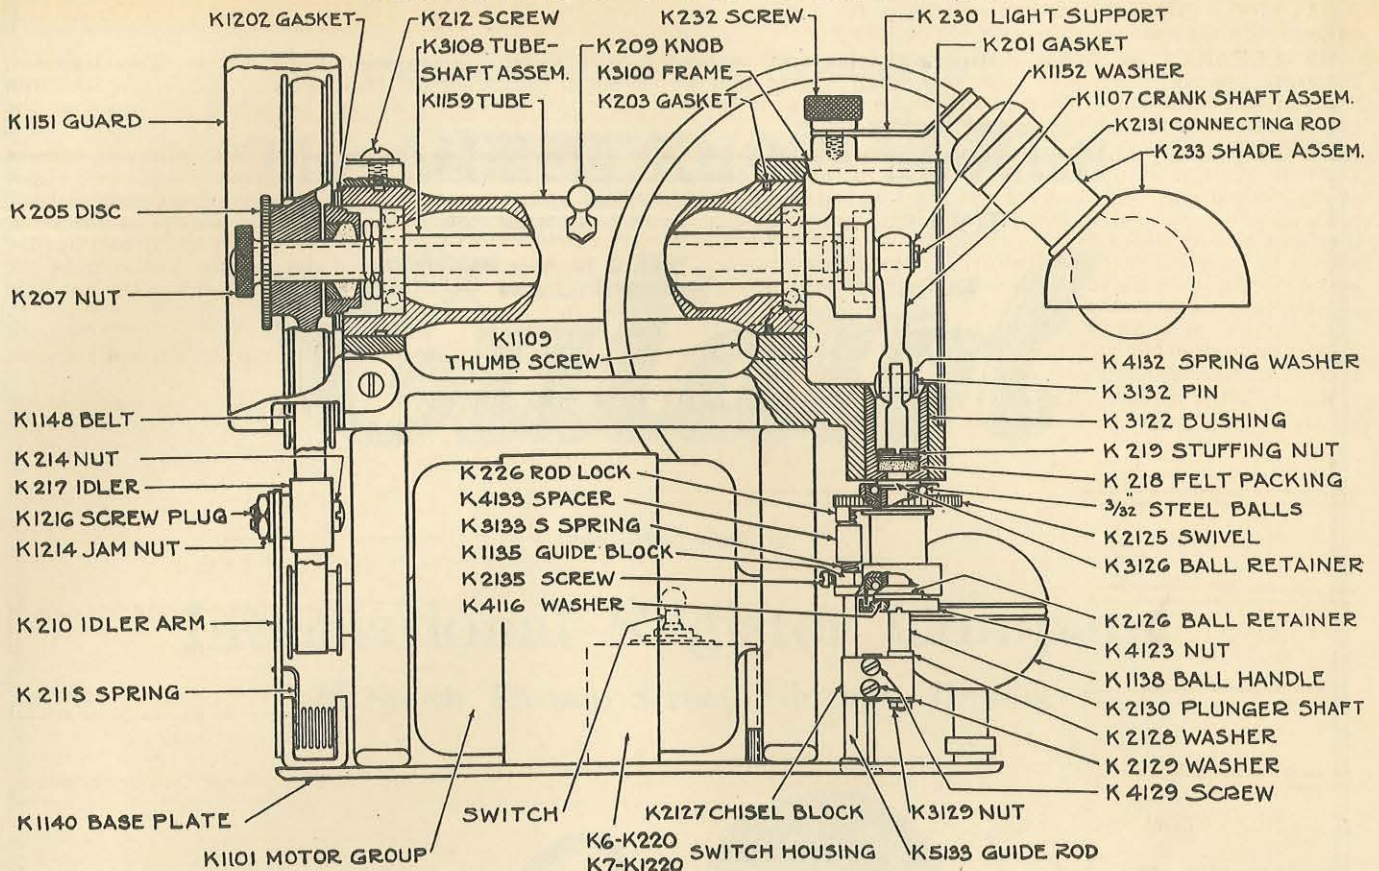 K1202 GASKET
K212 SCREW
K3108 TUBE-
SHAFT ASSEM.
K1159 TUBE
K209 KNOB
K3100 FRAME
K203 GASKET
K232 SCREW
K230 LIGHT SUPPORT
K201 GASKET
K1152 WASHER
K1107 CRANK SHAFT ASSEM.
K2131 CONNECTING ROD
K233 SHADE ASSEM.
K1151 GUARD
K205 DISC
K207 NUT
K1109
THUMB SCREW
K1148 BELT
K214 NUT
K217 IDLER
K1216 SCREW PLUG
K1214 JAM NUT
K210 IDLER ARM
K211S SPRING
K1140 BASE PLATE
K226 ROD LOCK
K4133 SPACER
K3133 S SPRING
K1135 GUIDE BLOCK
K2135 SCREW
K4116 WASHER
K4132 SPRING WASHER
K3132 PIN
K3122 BUSHING
K219 STUFFING NUT
K218 FELT PACKING
3/32" STEEL BALLS
K2125 SWIVEL
K3126 BALL RETAINER
K2126 BALL RETAINER
K4123 NUT
K1138 BALL HANDLE
K2130 PLUNGER SHAFT
K2128 WASHER
K2129 WASHER
K4129 SCREW
K1101 MOTOR GROUP
SWITCH
K6-K220
K7-K1220
SWITCH HOUSING
K2127 CHISEL BLOCK
K3129 NUT
K5133 GUIDE ROD